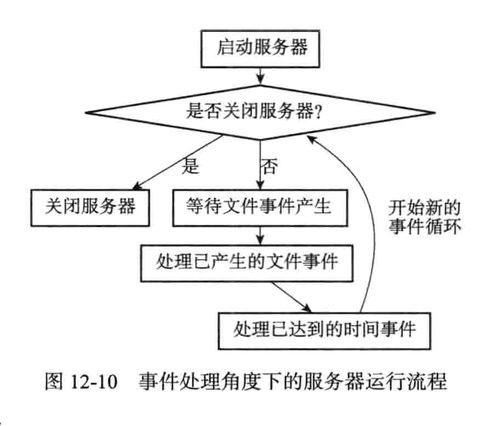 启动服务器
是否关闭服务器?
是
否
关闭服务器
等待文件事件产生
开始新的
事件循环
处理已产生的文件事件
处理已达到的时间事件
图 12-10 事件处理角度下的服务器运行流程